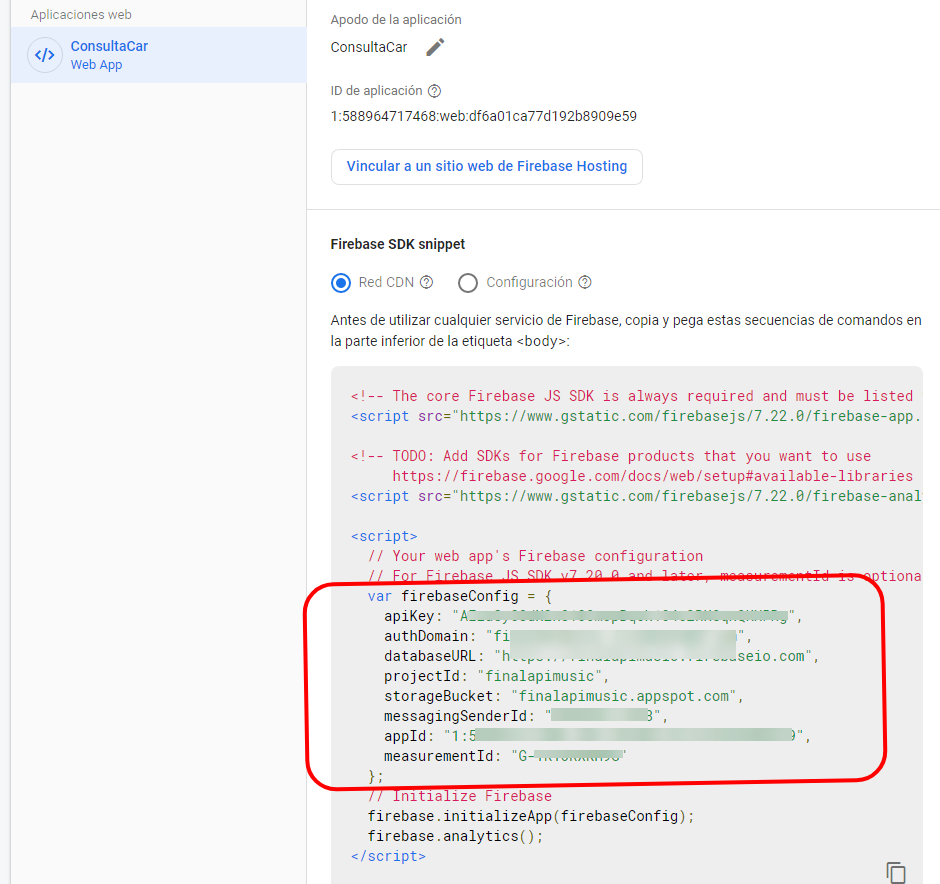 Aplicaciones web
ConsultaCar
Web App
Apodo de la aplicación
ConsultaCar
ID de aplicación
1:588964717468:web:df6a01ca77d192b8909e59
Vincular a un sitio web de Firebase Hosting
Firebase SDK snippet
Red CDN
Configuración
Antes de utilizar cualquier servicio de Firebase, copia y pega estas secuencias de comandos en
la parte inferior de la etiqueta <body>:
<!-- The core Firebase JS SDK is always required and must be listed
<script src="https://www.gstatic.com/firebasejs/7.22.0/firebase-app.
<!-- TODO: Add SDKs for Firebase products that you want to use
https://firebase.google.com/docs/web/setup#available-libraries
<script src="https://www.gstatic.com/firebasejs/7.22.0/firebase-anal
<script>
// Your web app's Firebase configuration
// For Firebase JS SDK v7.20.0 and later, measurementId is optiona
var firebaseConfig = {
apiKey: "
authDomain: "fi
databaseURL: "https://finalapimusic.firebaseio.com",
projectId: "finalapimusic",
storageBucket: "finalapimusic.appspot.com",
messagingSenderId: "
appId: "1:5
measurementId: "G-
};
// Initialize Firebase
firebase.initializeApp(firebaseConfig);
firebase.analytics();
</script>